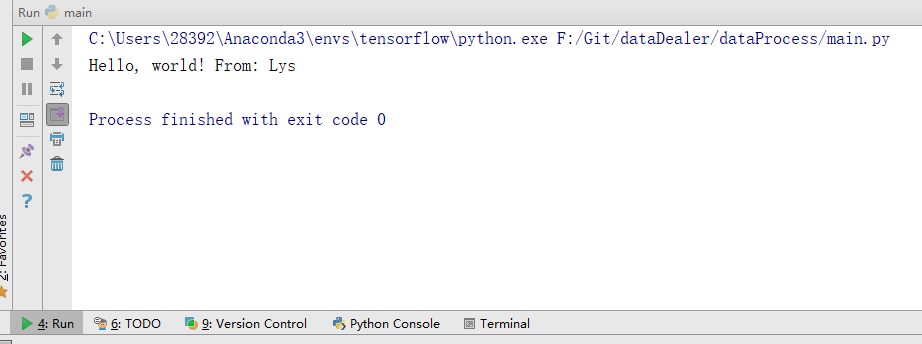 Run main
C:\Users\28392\Anaconda3\envs\tensorflow\python.exe F:/Git/dataDealer/dataProcess/main.py
Hello, world! From: Lys
Process finished with exit code 0
2: Favorites
4: Run 6: TODO 9: Version Control Python Console Terminal